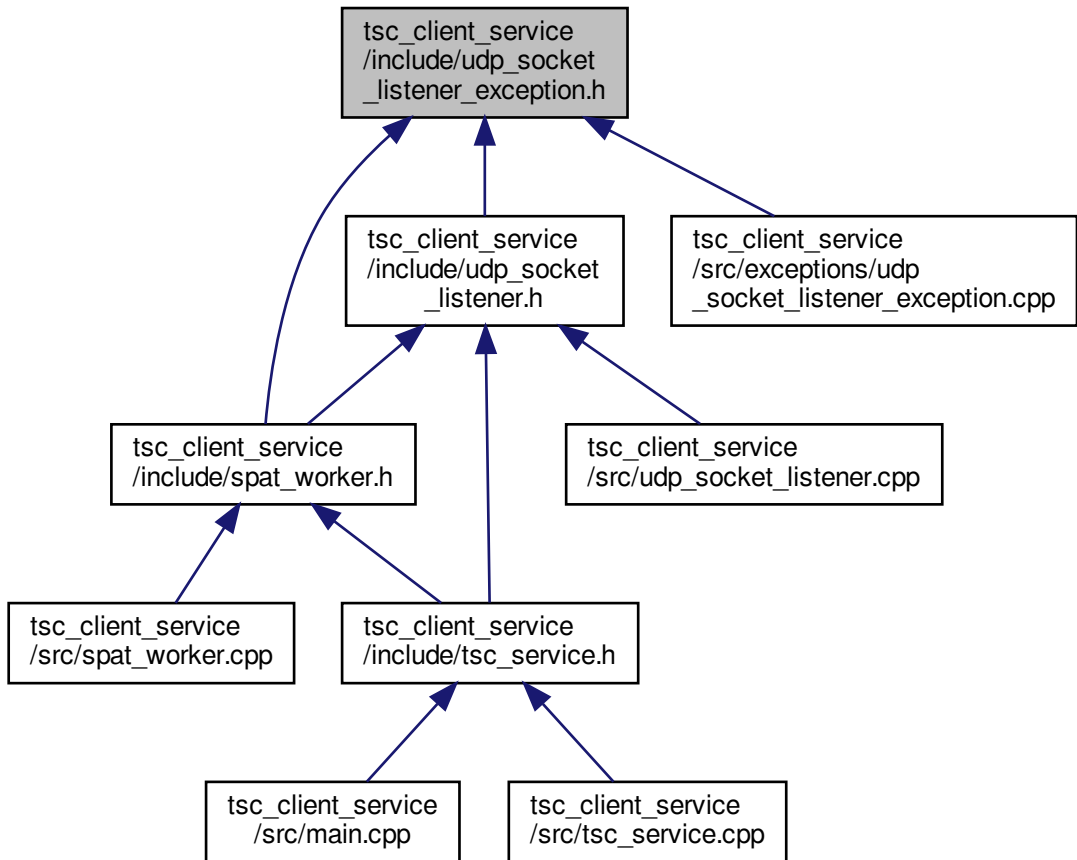 tsc_client_service
/include/udp_socket
_listener_exception.h
tsc_client_service
/include/udp_socket
_listener.h
tsc_client_service
/src/exceptions/udp
_socket_listener_exception.cpp
tsc_client_service
/include/spat_worker.h
tsc_client_service
/src/udp_socket_listener.cpp
tsc_client_service
/src/spat_worker.cpp
tsc_client_service
/include/tsc_service.h
tsc_client_service
/src/main.cpp
tsc_client_service
/src/tsc_service.cpp